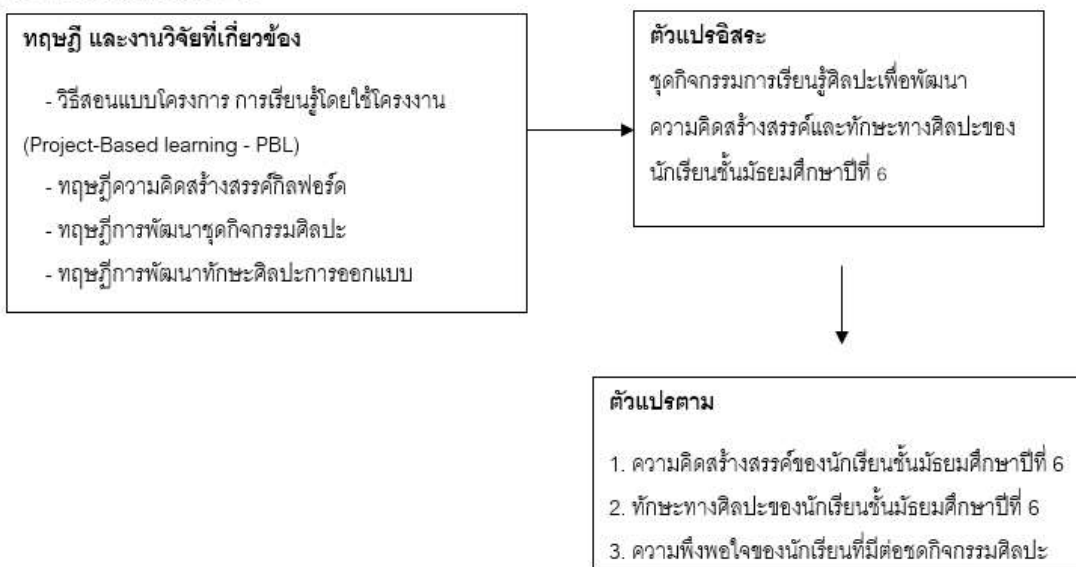 ทฤษฎี และงานวิจัยที่เกี่ยวข้อง
- วิธีสอนแบบโครงการ การเรียนรู้โดยใช้โครงงาน
(Project-Based learning - PBL)
- ทฤษฎีความคิดสร้างสรรค์กิลฟอร์ด
- ทฤษฎีการพัฒนาชุดกิจกรรมศิลปะ
- ทฤษฎีการพัฒนาทักษะศิลปะการออกแบบ
ตัวแปรอิสระ
ชุดกิจกรรมการเรียนรู้ศิลปะเพื่อพัฒนา
ความคิดสร้างสรรค์และทักษะทางศิลปะของ
นักเรียนชั้นมัธยมศึกษาปีที่ 6
ตัวแปรตาม
1. ความคิดสร้างสรรค์ของนักเรียนชั้นมัธยมศึกษาปีที่ 6
2. ทักษะทางศิลปะของนักเรียนชั้นมัธยมศึกษาปีที่ 6
3. ความพึงพอใจของนักเรียนที่มีต่อชุดกิจกรรมศิลปะ